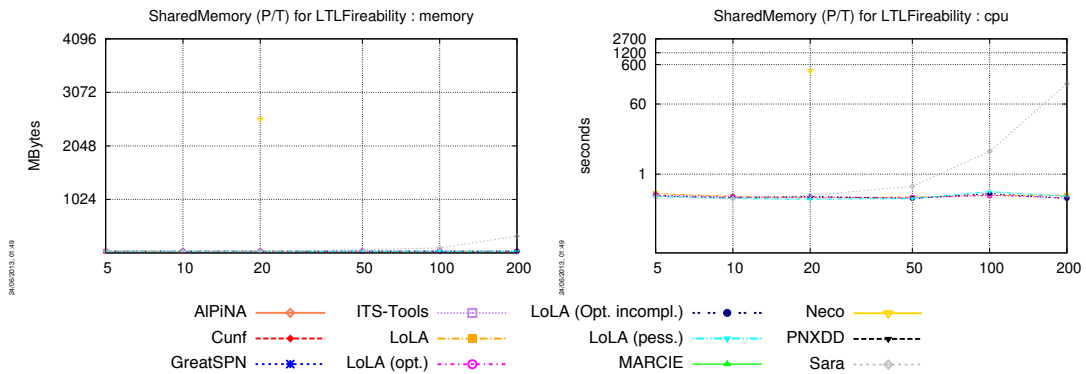 SharedMemory (P/T) for LTLFireability : memory
4096
3072
2048
1024
MBytes
5 10 20 50 100 200
24/06/2013, 01:49
SharedMemory (P/T) for LTLFireability : cpu
2700
1200
600
60
1
seconds
5 10 20 50 100 200
24/06/2013, 01:49
AlPiNA ITS-Tools LoLA (Opt. incompl.) Neco
Cunf LoLA LoLA (pess.) PNXDD
GreatSPN LoLA (opt.) MARCIE Sara